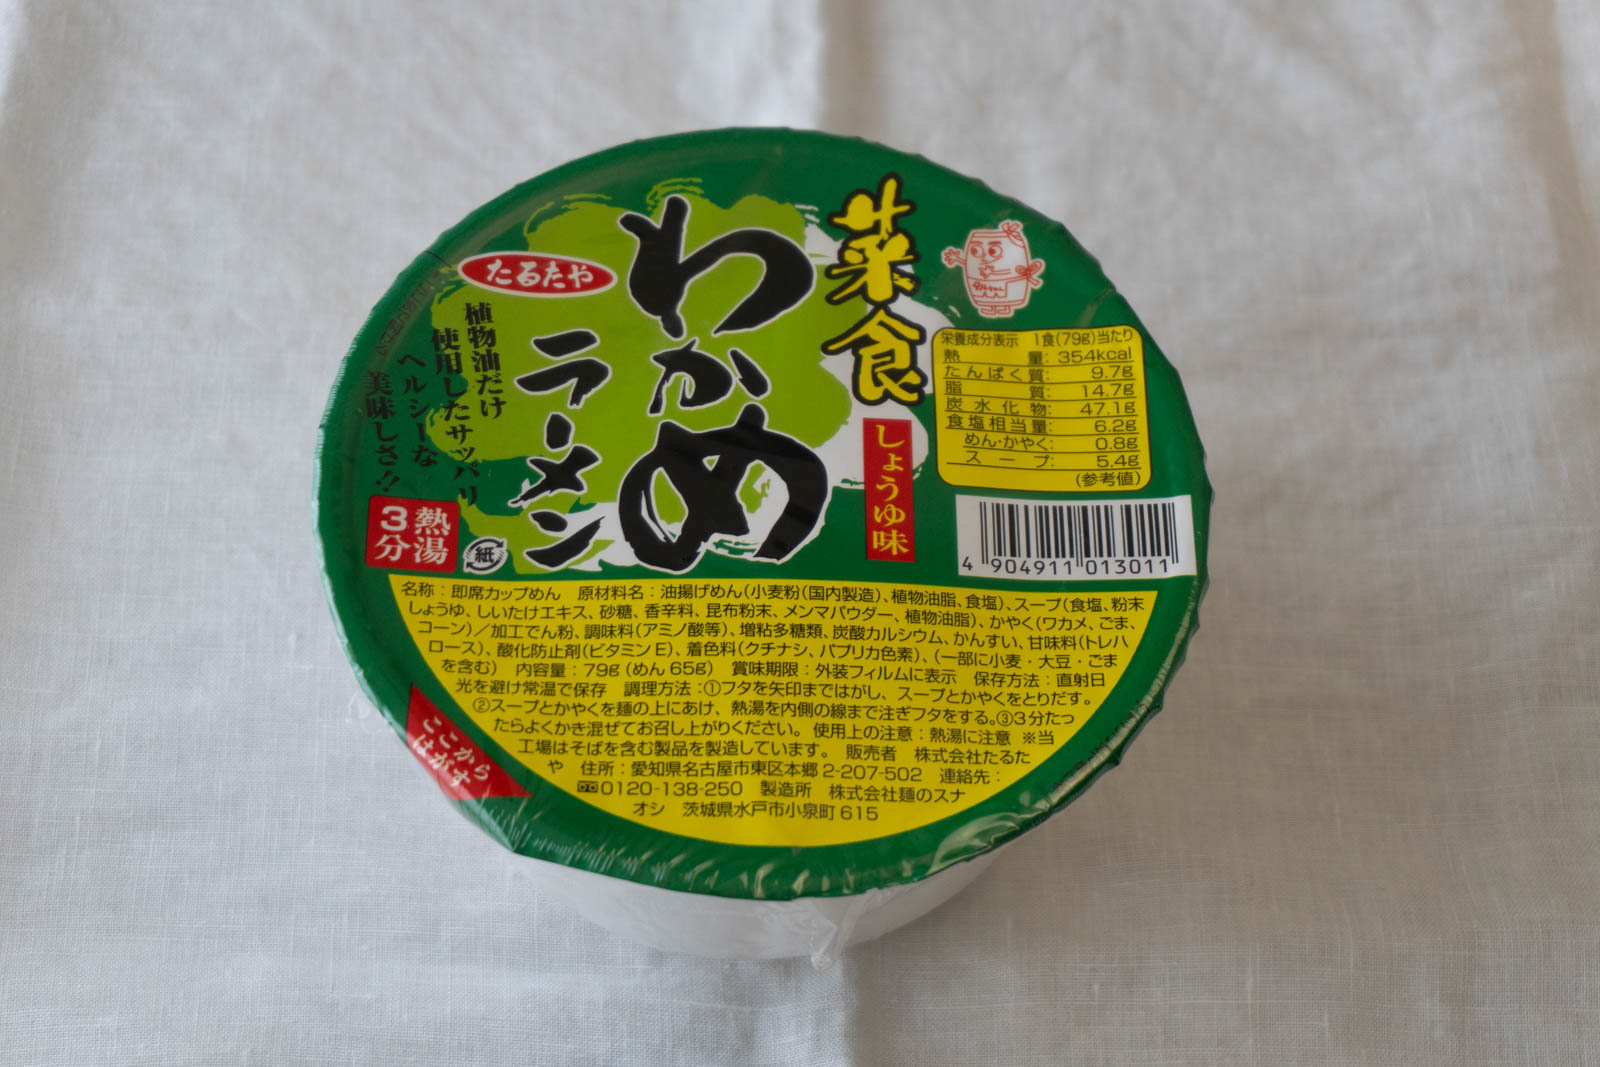 菜食
わかめ
ラーメン
たるたや
しょうゆ味
植物油だけ
使用したサッパリ
ヘルシーな
美味しさ!!
熱湯
3分
紙
栄養成分表示 1食(79g)当たり
熱量: 354kcal
たんぱく質: 9.7g
脂質: 14.7g
炭水化物: 47.1g
食塩相当量: 6.2g
めん・かやく: 0.8g
スープ: 5.4g
(参考値)
4 904911 013011
名称:即席カップめん 原材料名:油揚げめん(小麦粉(国内製造)、植物油脂、食塩)、スープ(食塩、粉末
しょうゆ、しいたけエキス、砂糖、香辛料、昆布粉末、メンマパウダー、植物油脂)、かやく(ワカメ、ごま、
コーン)/加工でん粉、調味料(アミノ酸等)、増粘多糖類、炭酸カルシウム、かんすい、甘味料(トレハ
ロース)、酸化防止剤(ビタミンE)、着色料(クチナシ、パプリカ色素)、(一部に小麦・大豆・ごま
を含む) 内容量:79g(めん65g) 賞味期限:外装フィルムに表示 保存方法:直射日
光を避け常温で保存 調理方法:①フタを矢印まではがし、スープとかやくをとりだす。
②スープとかやくを麺の上にあけ、熱湯を内側の線まで注ぎフタをする。③3分たっ
たらよくかき混ぜてお召し上がりください。使用上の注意:熱湯に注意 ※当
工場はそばを含む製品を製造しています。 販売者 株式会社たるた
や 住所:愛知県名古屋市東区本郷2-207-502 連絡先:
0120-138-250 製造所 株式会社麺のスナ
オシ 茨城県水戸市小泉町615
ここから
はがす